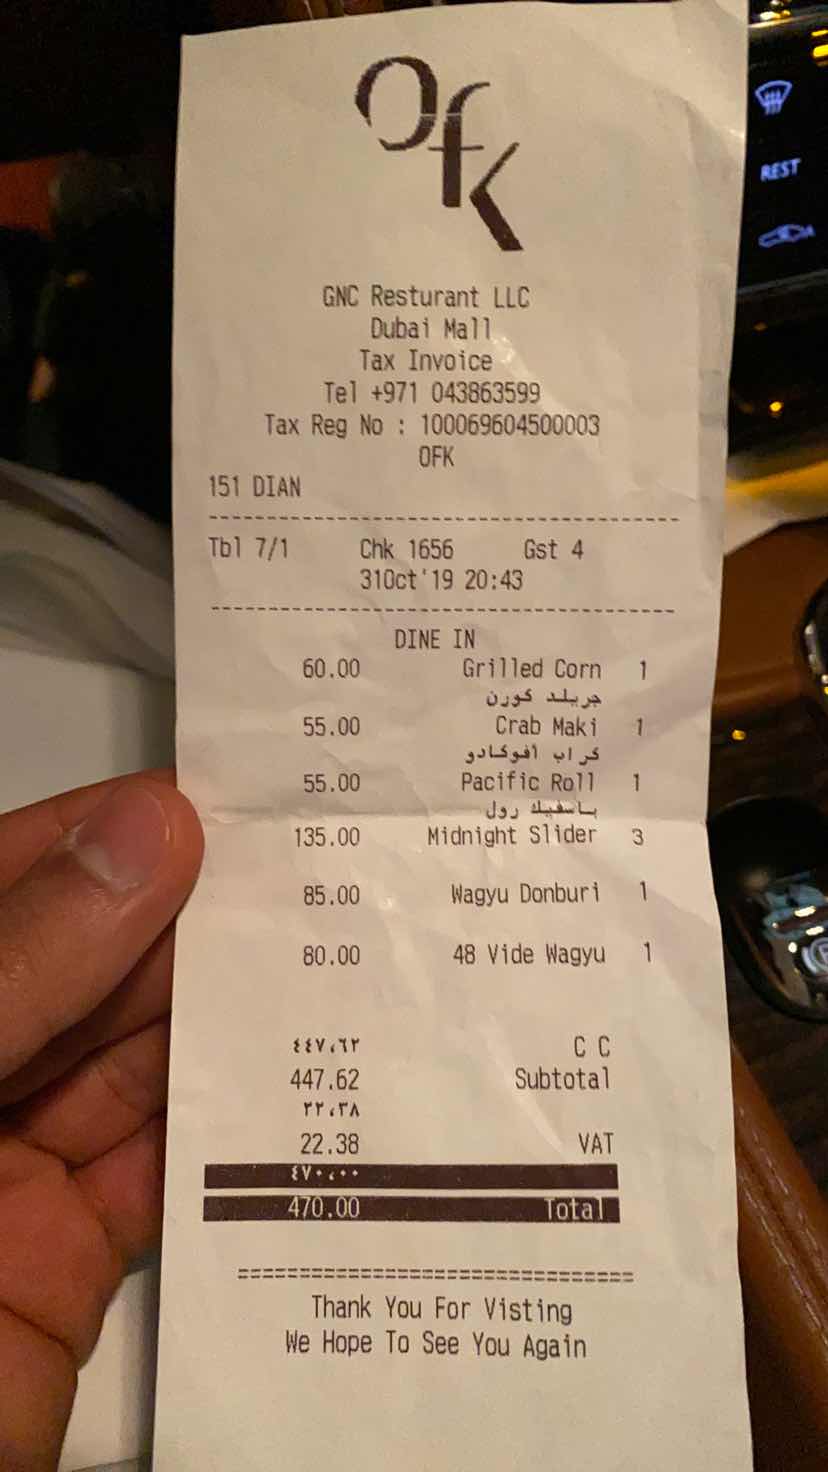 Ofk
GNC Resturant LLC
Dubai Mall
Tax Invoice
Tel +971 043863599
Tax Reg No : 100069604500003
OFK
151 DIAN
Tbl 7/1 Chk 1656 Gst 4
31Oct'19 20:43
DINE IN
60.00 Grilled Corn 1
جريلد كورن
55.00 Crab Maki 1
كراب أفوكادو
55.00 Pacific Roll 1
باسفيك رول
135.00 Midnight Slider 3
85.00 Wagyu Donburi 1
80.00 48 Vide Wagyu 1
٤٤٧،٦٢ C C
447.62 Subtotal
٢٢،٣٨
22.38 VAT
٤٧٠،٠٠
470.00 Total
==============================
Thank You For Visting
We Hope To See You Again
REST